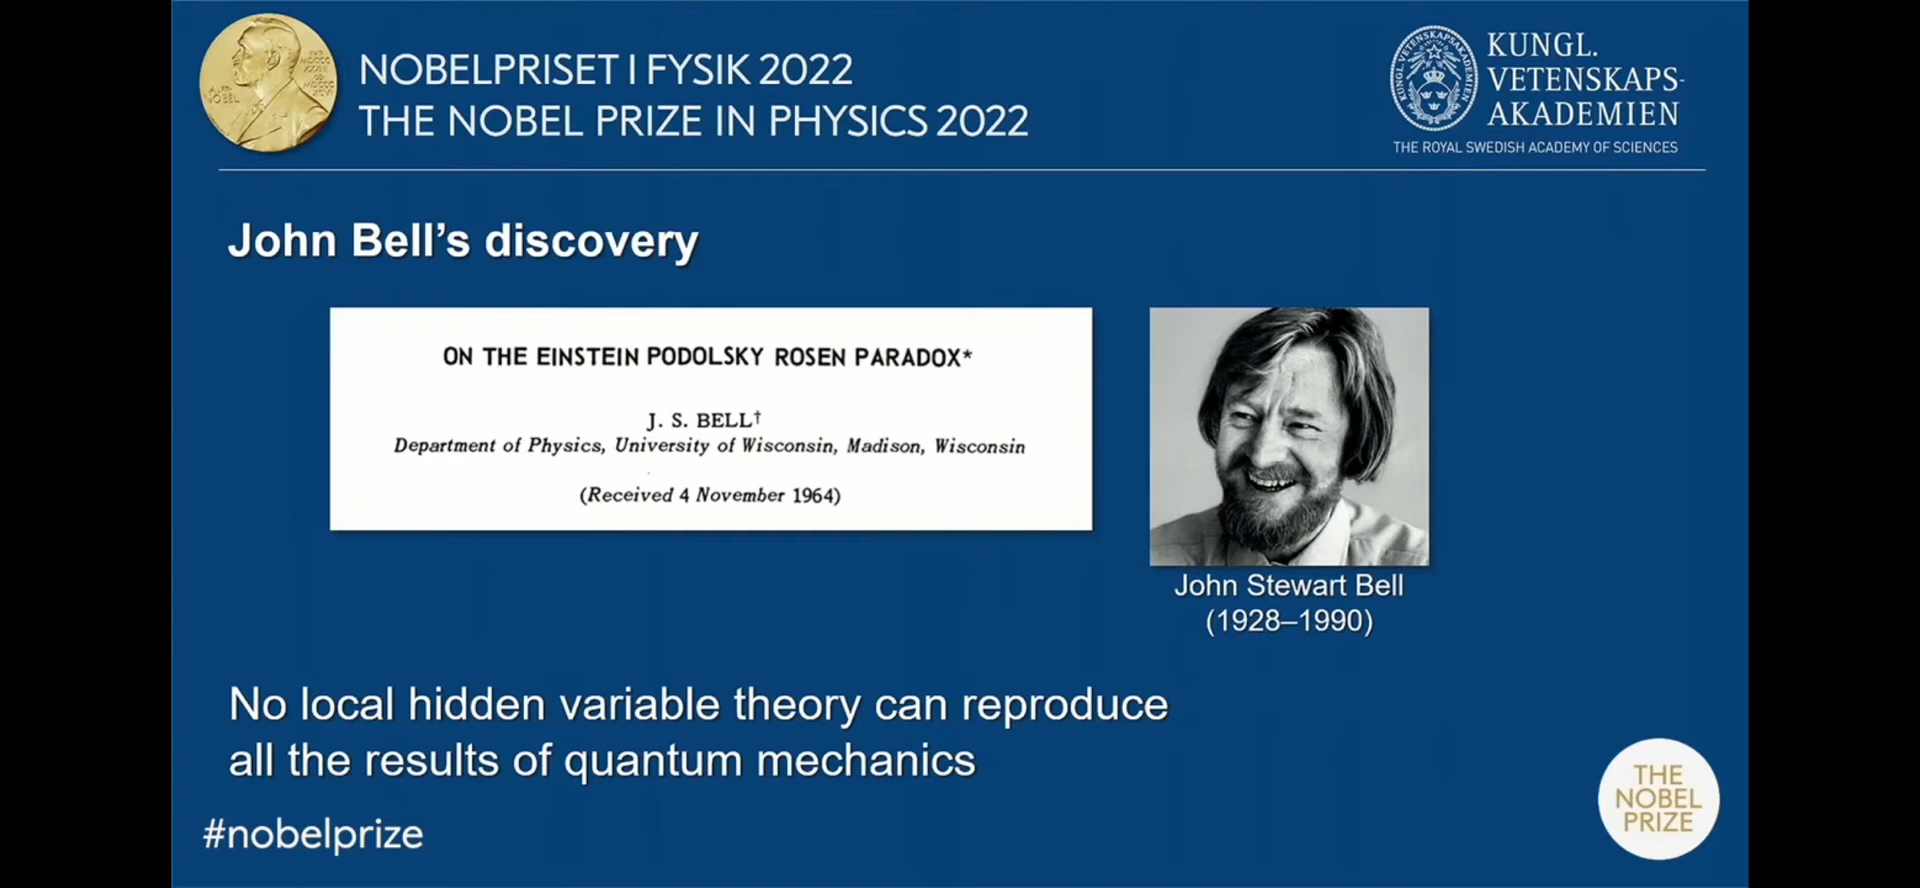 NOBELPRISET I FYSIK 2022
THE NOBEL PRIZE IN PHYSICS 2022
KUNGL.
VETENSKAPS-
AKADEMIEN
THE ROYAL SWEDISH ACADEMY OF SCIENCES
John Bell’s discovery
ON THE EINSTEIN PODOLSKY ROSEN PARADOX*
J. S. BELL†
Department of Physics, University of Wisconsin, Madison, Wisconsin
(Received 4 November 1964)
John Stewart Bell
(1928–1990)
No local hidden variable theory can reproduce
all the results of quantum mechanics
#nobelprize
THE
NOBEL
PRIZE